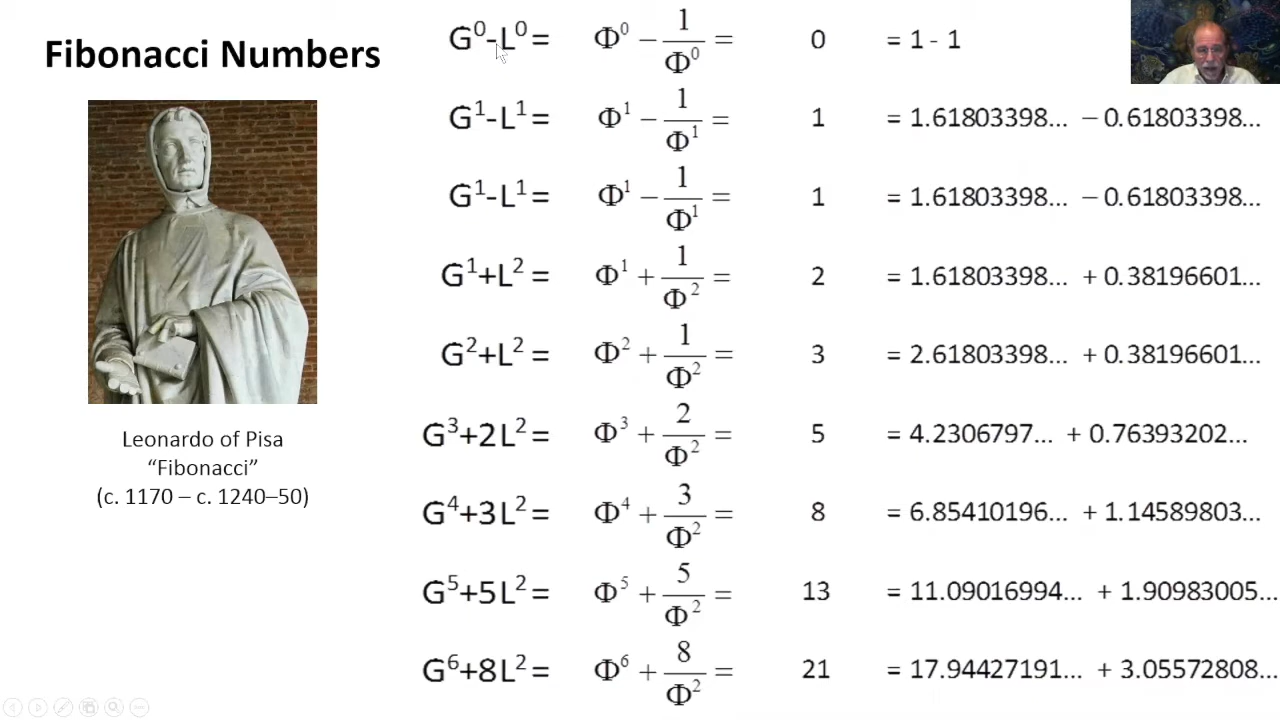 Fibonacci Numbers
Leonardo of Pisa
“Fibonacci”
(c. 1170 – c. 1240–50)
G⁰-L⁰ = Φ⁰ − 1/Φ⁰ = 0 = 1 - 1
G¹-L¹ = Φ¹ − 1/Φ¹ = 1 = 1.61803398... − 0.61803398...
G¹-L¹ = Φ¹ − 1/Φ¹ = 1 = 1.61803398... − 0.61803398...
G¹+L² = Φ¹ + 1/Φ² = 2 = 1.61803398... + 0.38196601...
G²+L² = Φ² + 1/Φ² = 3 = 2.61803398... + 0.38196601...
G³+2L² = Φ³ + 2/Φ² = 5 = 4.2306797... + 0.76393202...
G⁴+3L² = Φ⁴ + 3/Φ² = 8 = 6.85410196... + 1.14589803...
G⁵+5L² = Φ⁵ + 5/Φ² = 13 = 11.09016994... + 1.90983005...
G⁶+8L² = Φ⁶ + 8/Φ² = 21 = 17.94427191... + 3.05572808...